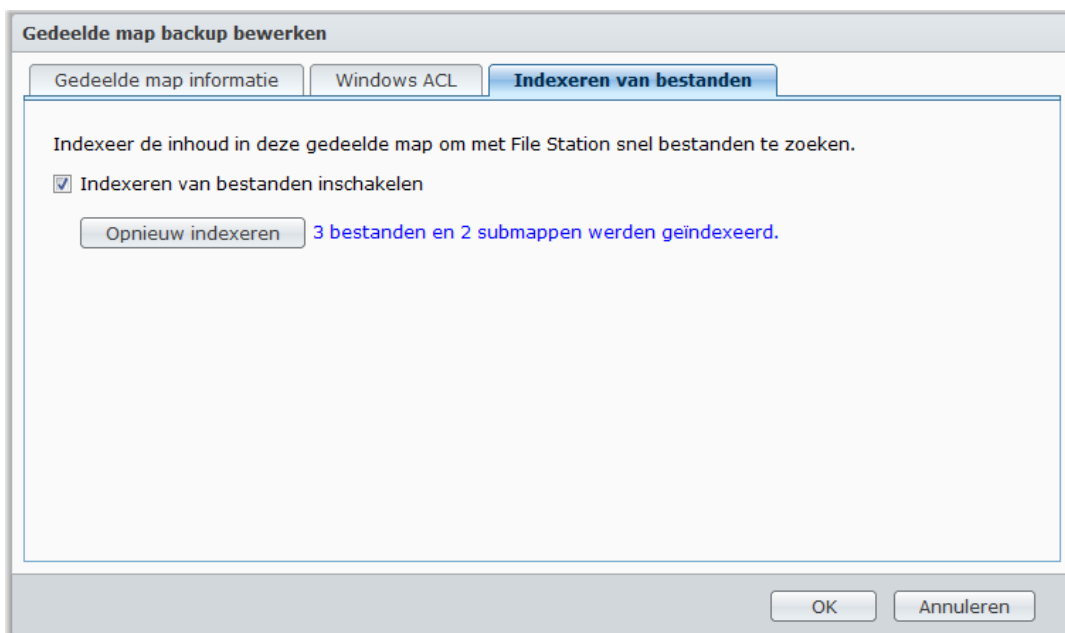 Gedeelde map backup bewerken
Gedeelde map informatie
Windows ACL
Indexeren van bestanden
Indexeer de inhoud in deze gedeelde map om met File Station snel bestanden te zoeken.
Indexeren van bestanden inschakelen
Opnieuw indexeren
3 bestanden en 2 submappen werden geïndexeerd.
OK
Annuleren